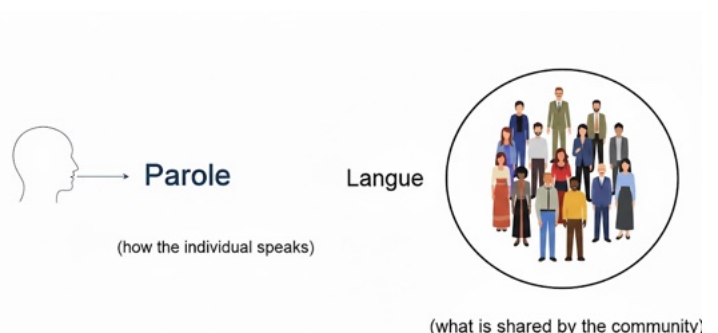 Parole
Langue
(how the individual speaks)
(what is shared by the community)